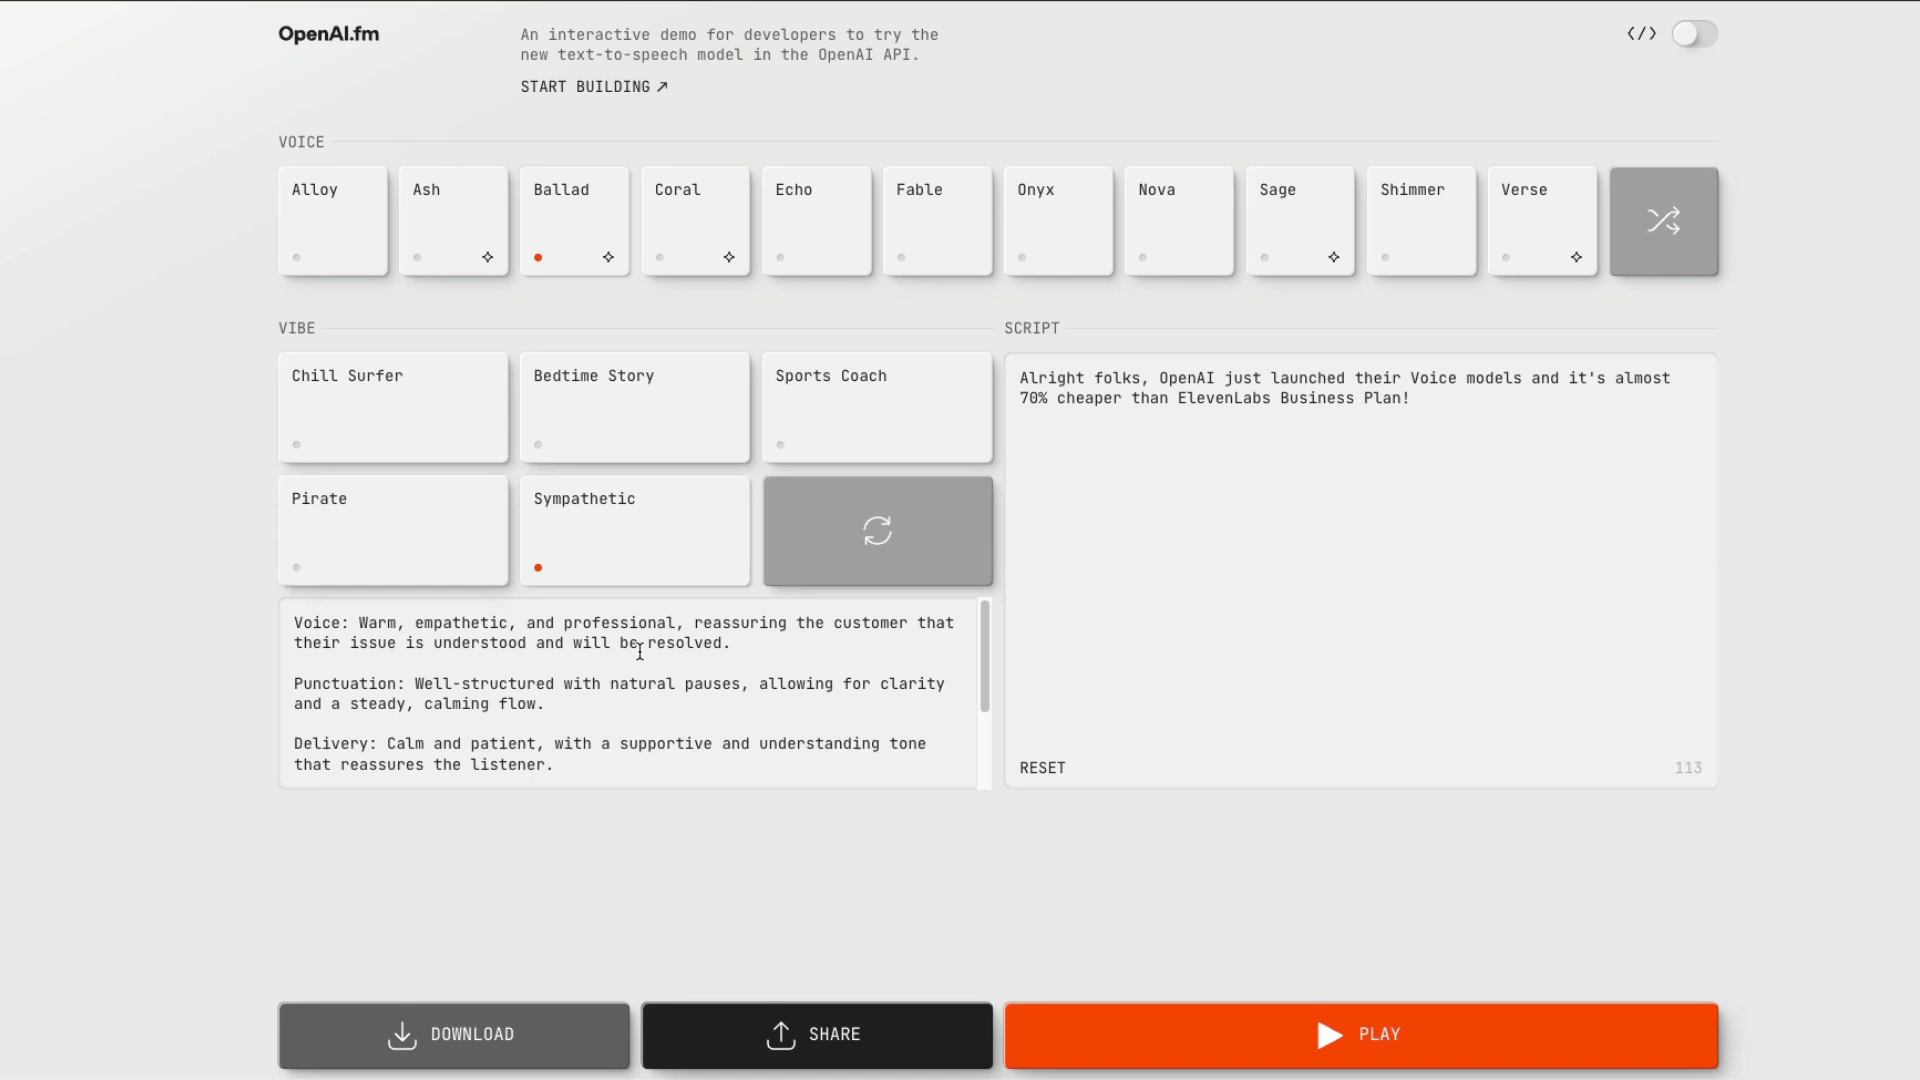 OpenAI.fm
An interactive demo for developers to try the
new text-to-speech model in the OpenAI API.
START BUILDING ↗
</>
VOICE
Alloy
Ash
Ballad
Coral
Echo
Fable
Onyx
Nova
Sage
Shimmer
Verse
VIBE
Chill Surfer
Bedtime Story
Sports Coach
Pirate
Sympathetic
Voice: Warm, empathetic, and professional, reassuring the customer that
their issue is understood and will be resolved.
Punctuation: Well-structured with natural pauses, allowing for clarity
and a steady, calming flow.
Delivery: Calm and patient, with a supportive and understanding tone
that reassures the listener.
SCRIPT
Alright folks, OpenAI just launched their Voice models and it's almost
70% cheaper than ElevenLabs Business Plan!
RESET
113
DOWNLOAD
SHARE
PLAY